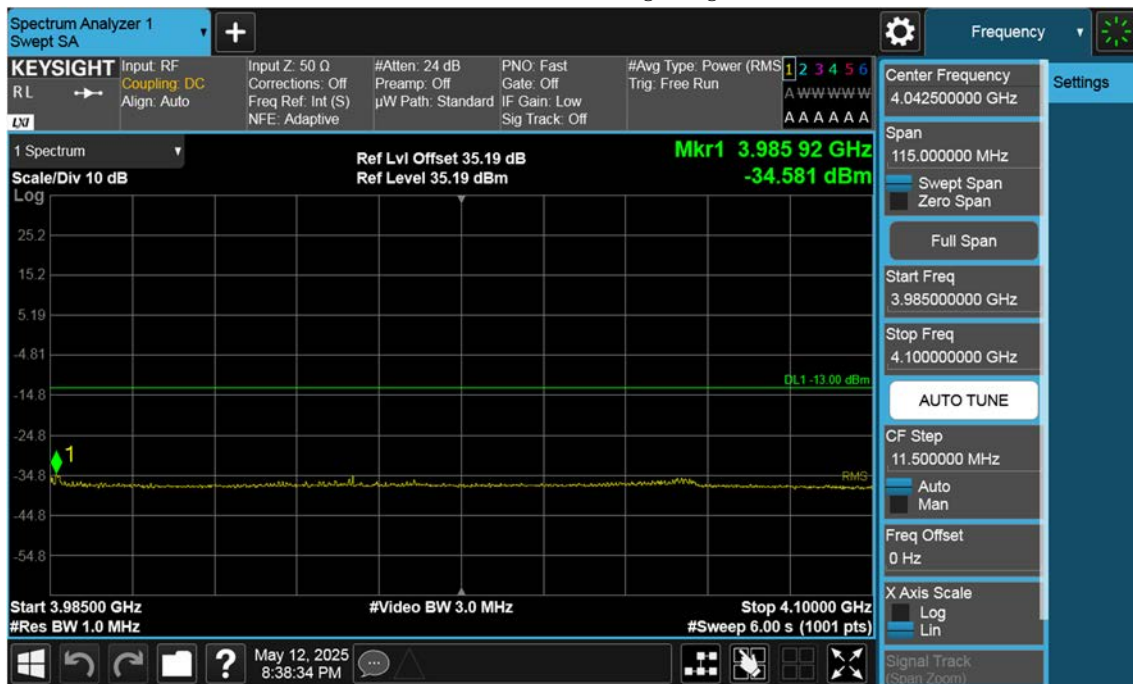 Spectrum Analyzer 1
Swept SA
Frequency
KEYSIGHT
RL
LXI
Input: RF
Coupling: DC
Align: Auto
Input Z: 50 Ω
Corrections: Off
Freq Ref: Int (S)
NFE: Adaptive
#Atten: 24 dB
Preamp: Off
µW Path: Standard
PNO: Fast
Gate: Off
IF Gain: Low
Sig Track: Off
#Avg Type: Power (RMS
Trig: Free Run
1 2 3 4 5 6
A W W W W W
A A A A A A
1 Spectrum
Scale/Div 10 dB
Ref Lvl Offset 35.19 dB
Ref Level 35.19 dBm
Mkr1 3.985 92 GHz
-34.581 dBm
Log
25.2
15.2
5.19
-4.81
-14.8
-24.8
-34.8
-44.8
-54.8
DL1 -13.00 dBm
1
RMS
Start 3.98500 GHz
#Res BW 1.0 MHz
#Video BW 3.0 MHz
Stop 4.10000 GHz
#Sweep 6.00 s (1001 pts)
Center Frequency
4.042500000 GHz
Span
115.000000 MHz
Swept Span
Zero Span
Full Span
Start Freq
3.985000000 GHz
Stop Freq
4.100000000 GHz
AUTO TUNE
CF Step
11.500000 MHz
Auto
Man
Freq Offset
0 Hz
X Axis Scale
Log
Lin
Signal Track
(Span Zoom)
Settings
?
May 12, 2025
8:38:34 PM